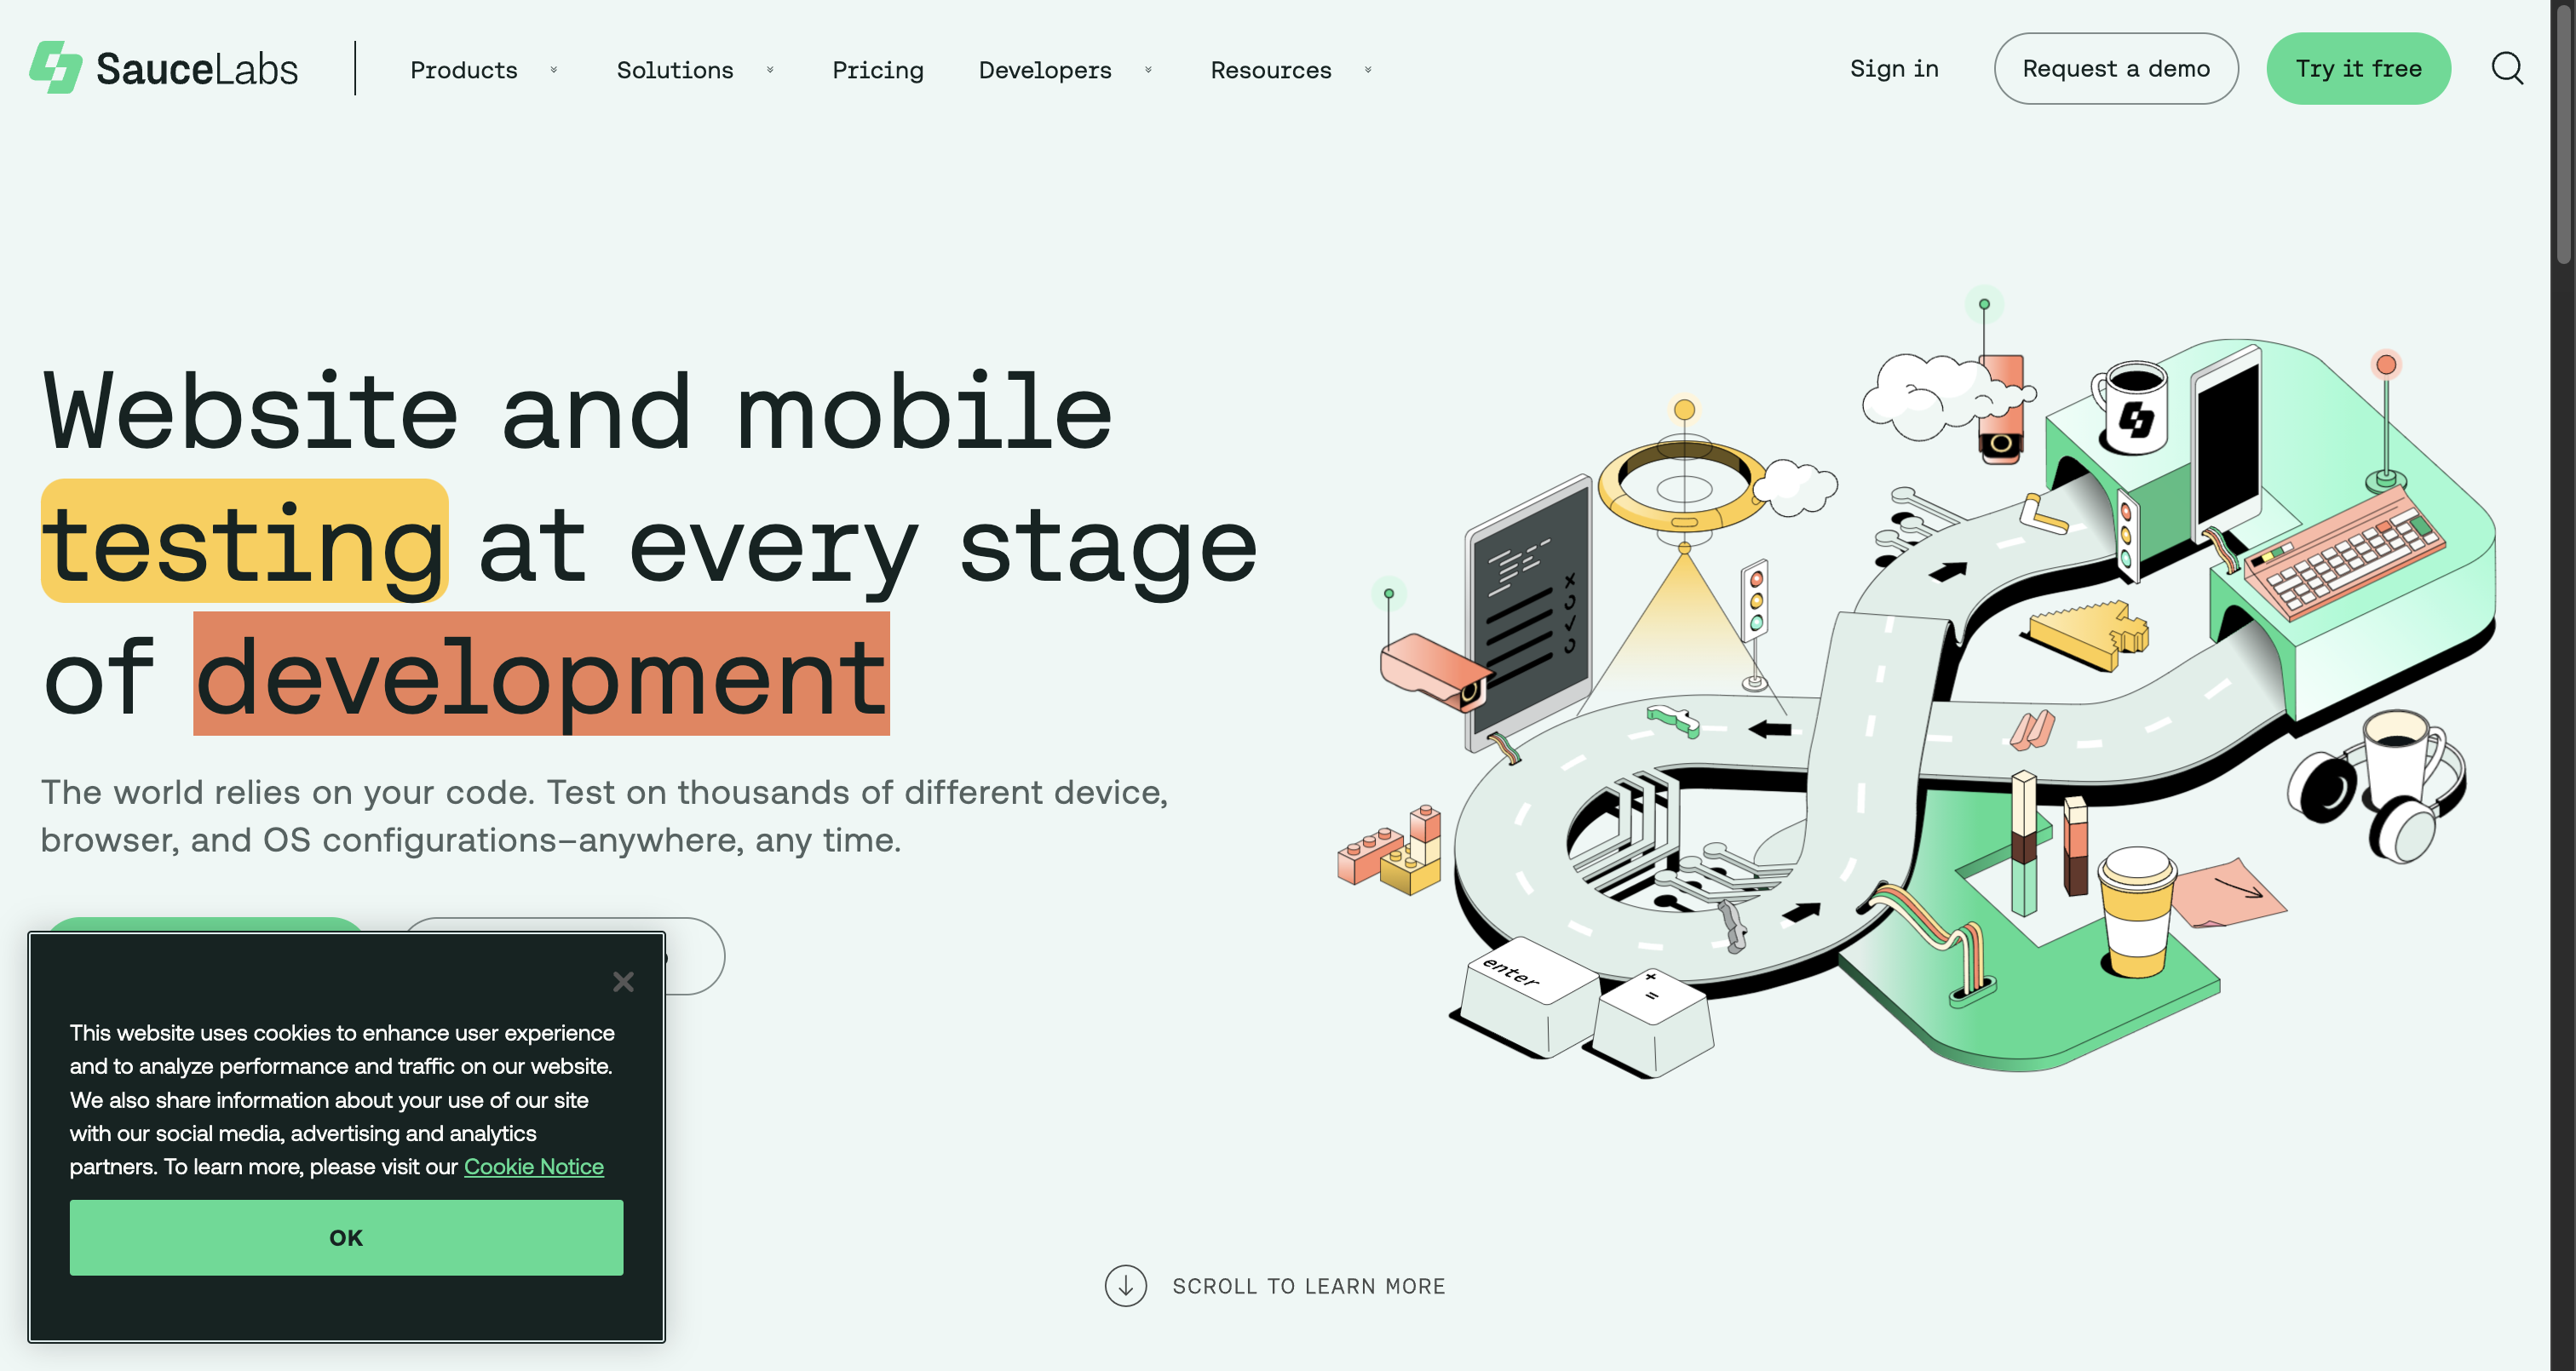 SauceLabs
Products
Solutions
Pricing
Developers
Resources
Sign in
Request a demo
Try it free
Website and mobile
testing at every stage
of development
The world relies on your code. Test on thousands of different device,
browser, and OS configurations–anywhere, any time.
This website uses cookies to enhance user experience
and to analyze performance and traffic on our website.
We also share information about your use of our site
with our social media, advertising and analytics
partners. To learn more, please visit our Cookie Notice
OK
enter
+
=
SCROLL TO LEARN MORE